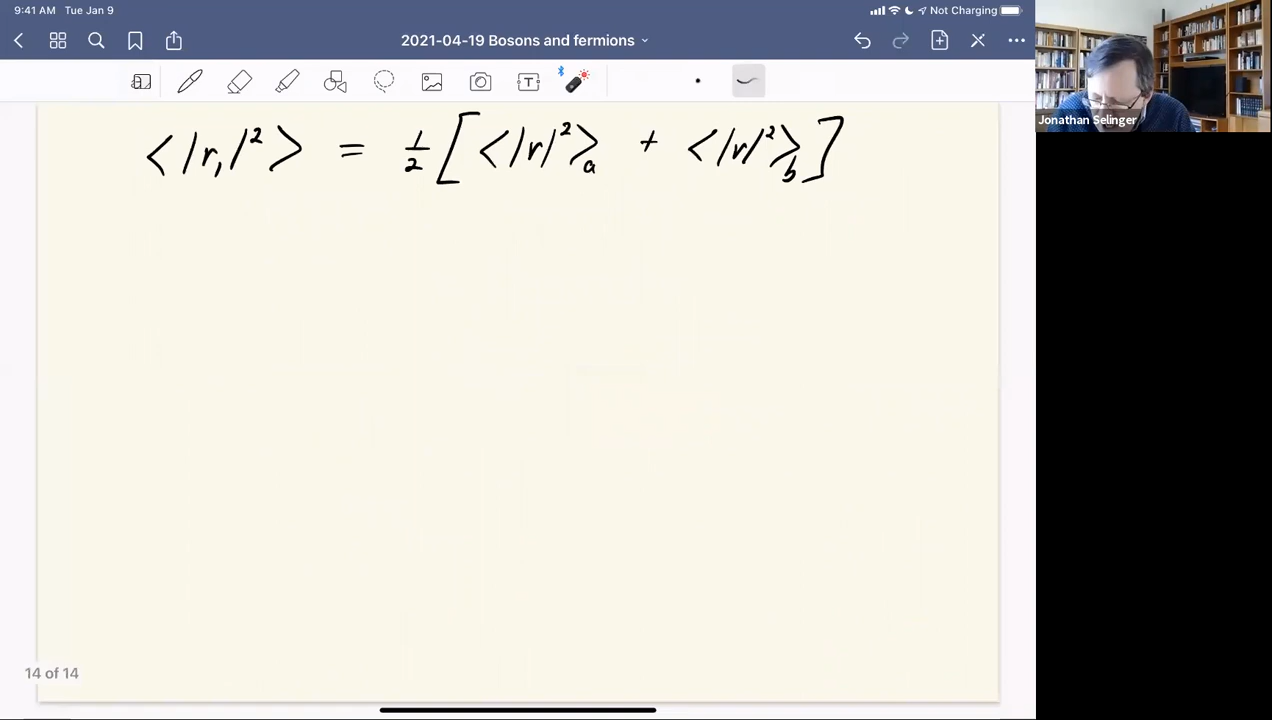 9:41 AM Tue Jan 9 Not Charging
2021-04-19 Bosons and fermions
T
Jonathan Selinger
<|r₁|²> = 1/2 [<|r|²>ₐ + <|r|²>_b]
14 of 14